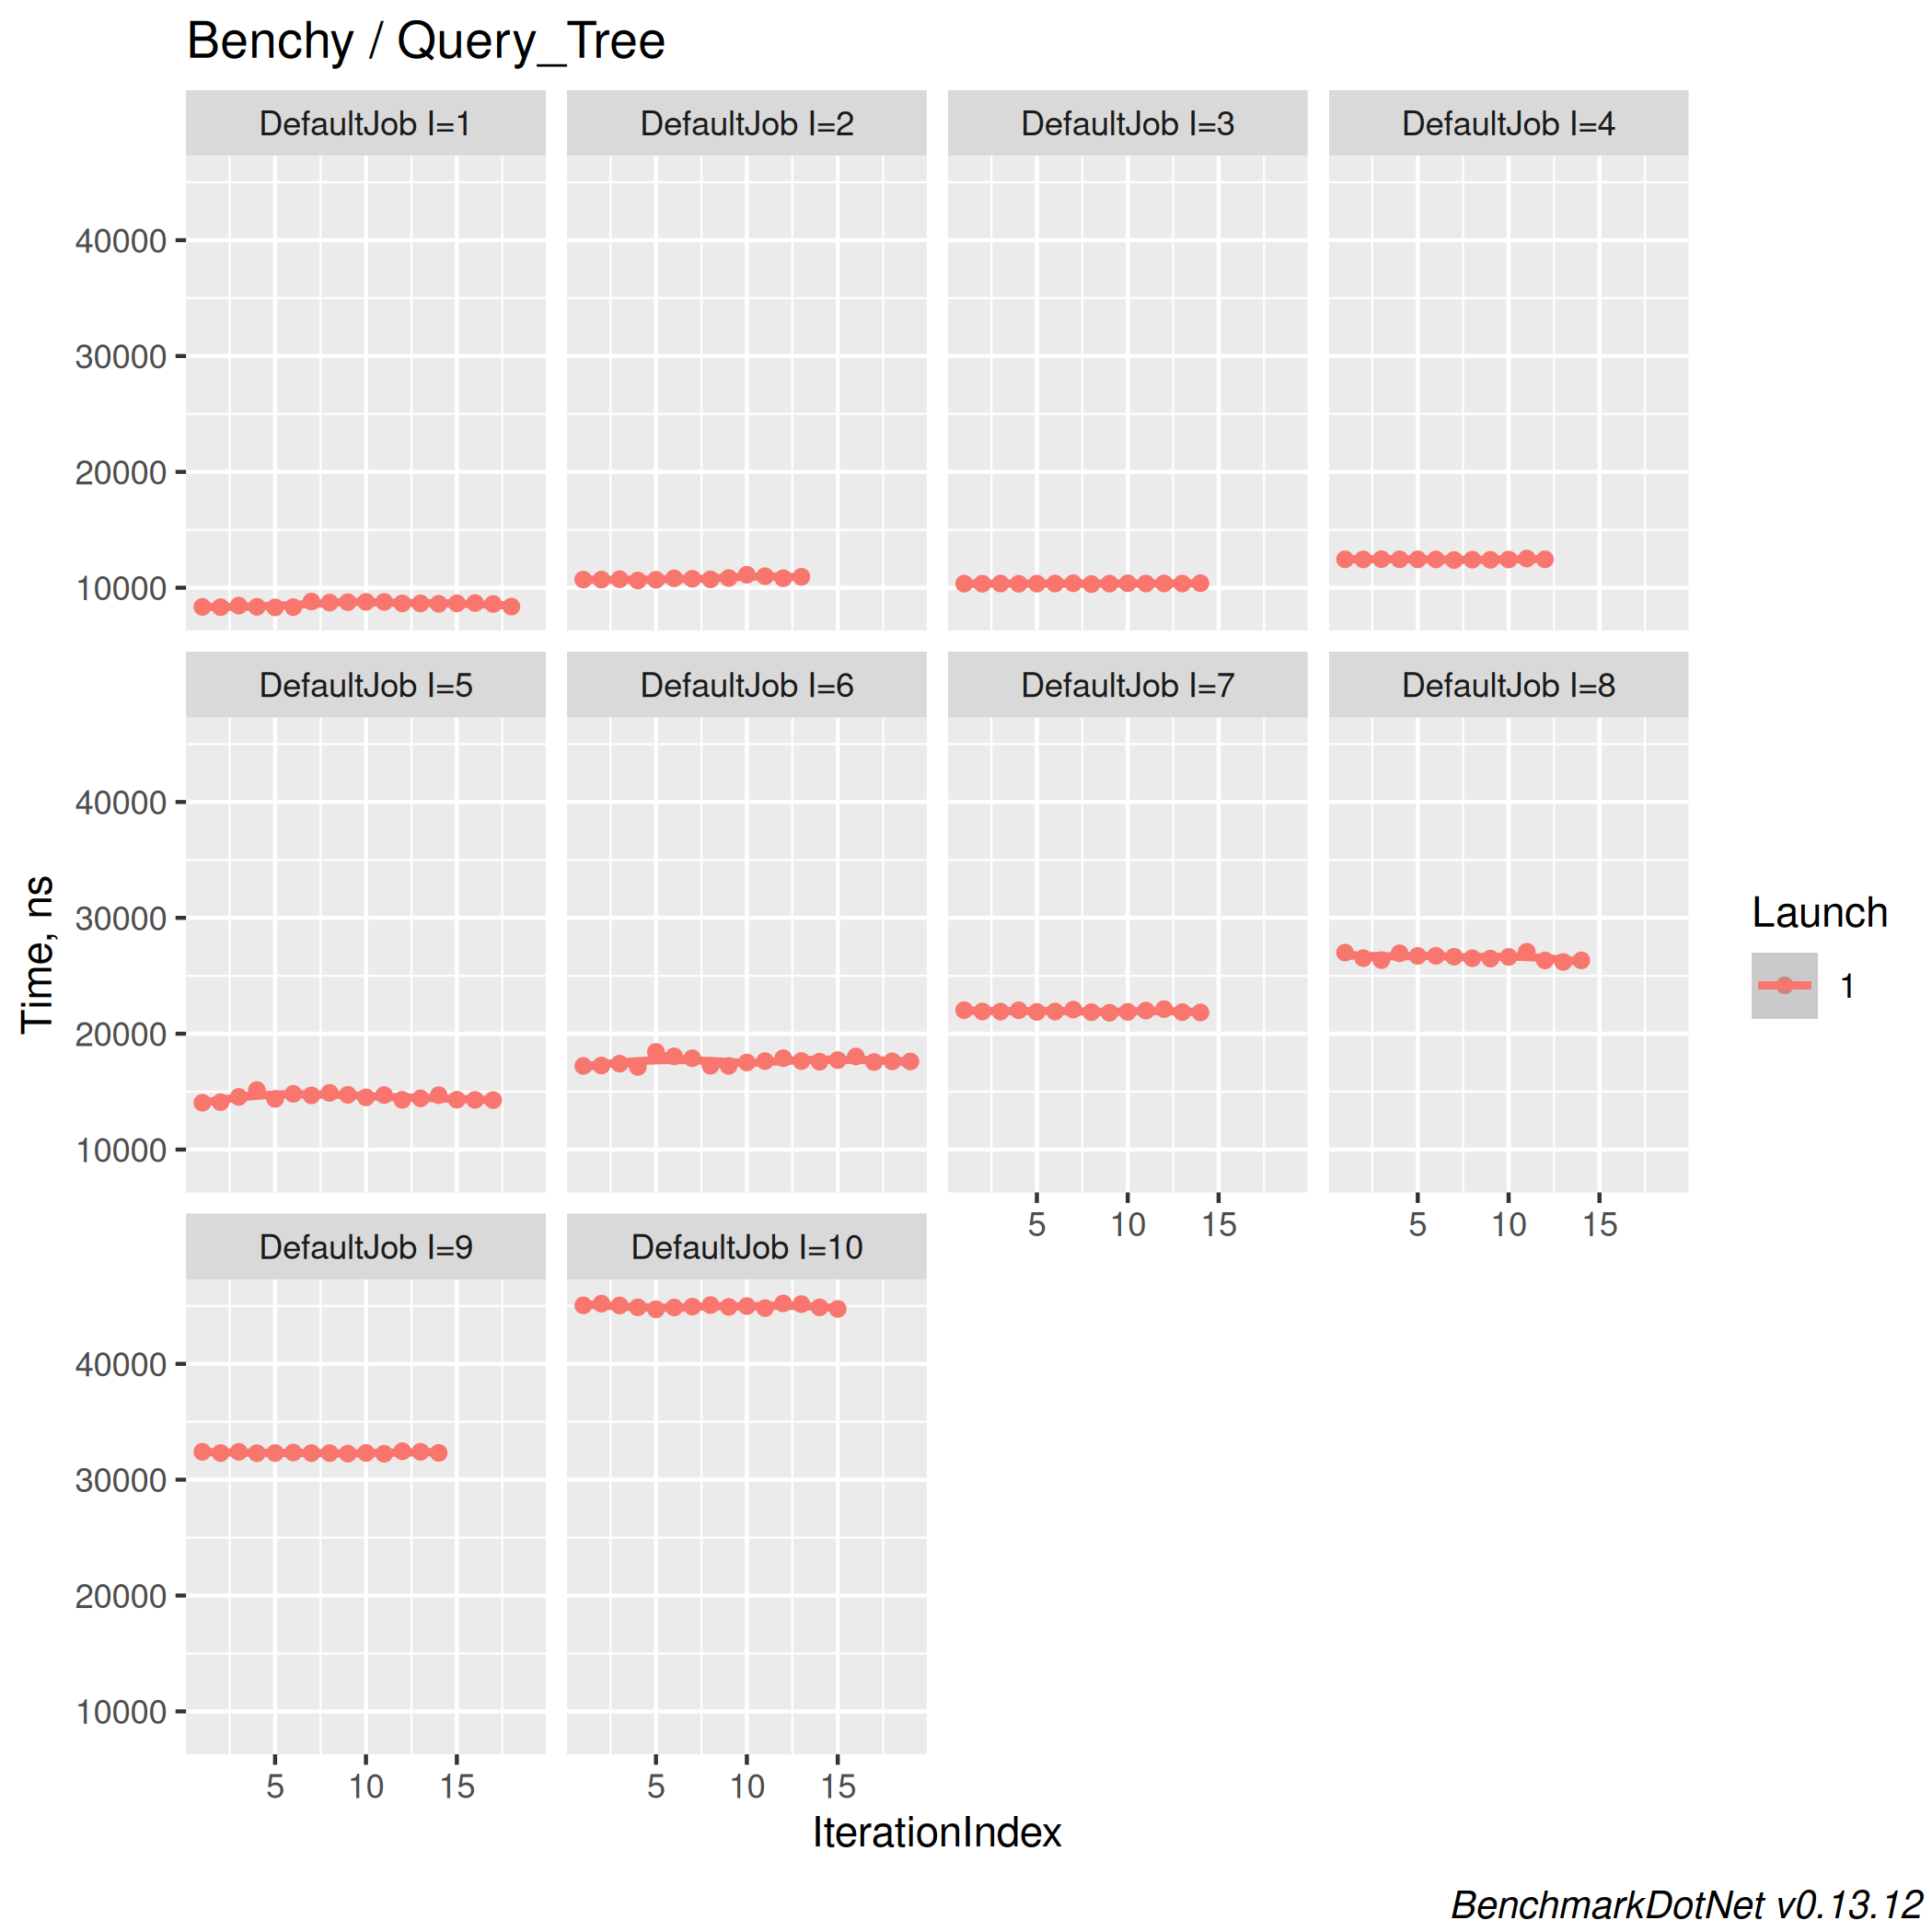 Benchy / Query_Tree
DefaultJob I=1
DefaultJob I=2
DefaultJob I=3
DefaultJob I=4
40000
30000
20000
10000
DefaultJob I=5
DefaultJob I=6
DefaultJob I=7
DefaultJob I=8
40000
30000
20000
10000
5 10 15
5 10 15
DefaultJob I=9
DefaultJob I=10
40000
30000
20000
10000
5 10 15
5 10 15
Time, ns
IterationIndex
Launch
1
BenchmarkDotNet v0.13.12